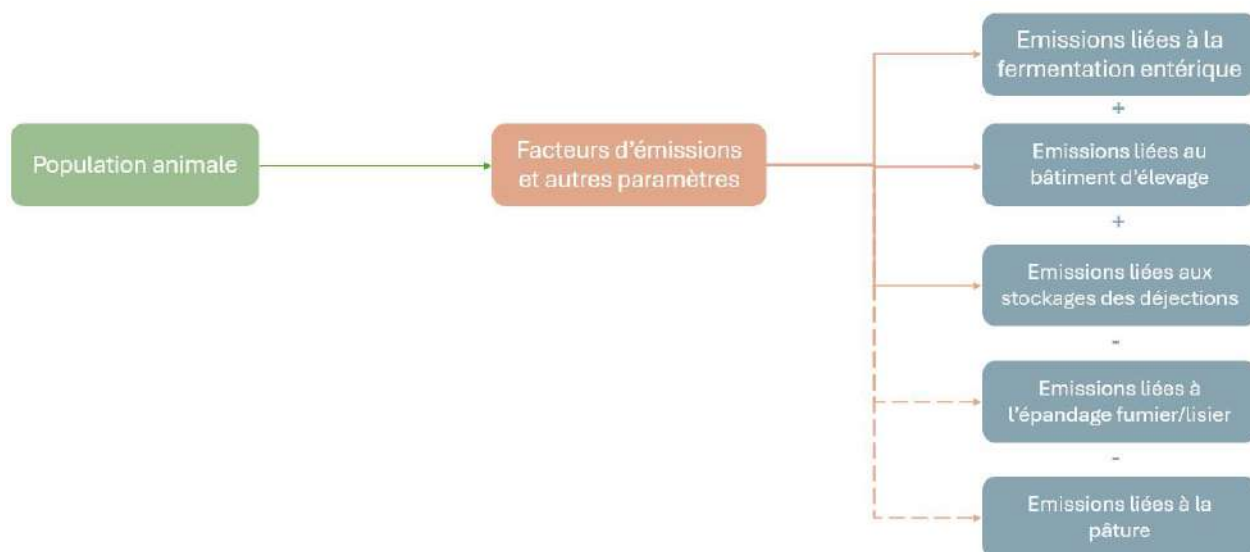 Population animale
Facteurs d'émissions
et autres paramètres
Emissions liées à la
fermentation entérique
+
Emissions liées au
bâtiment d'élevage
+
Emissions liées aux
stockages des déjections
-
Emissions liées à
l'épandage fumier/lisier
-
Emissions liées à la
pâture